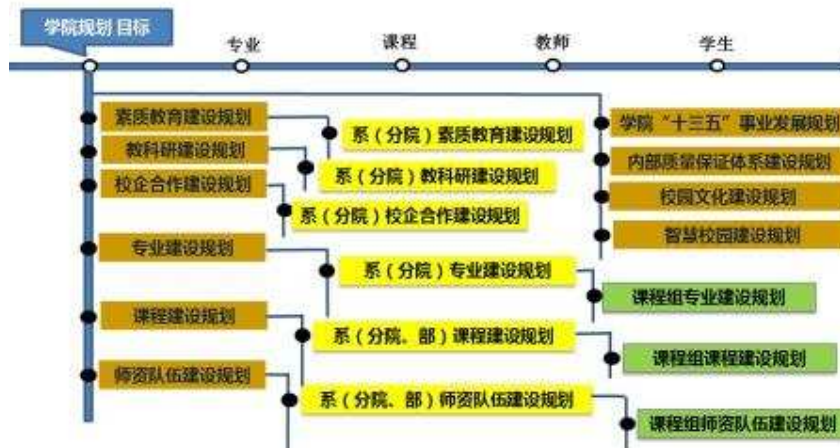 学院规划 目标
专业
课程
教师
学生
素质教育建设规划
系（分院）素质教育建设规划
学院“十三五”事业发展规划
教科研建设规划
系（分院）教科研建设规划
内部质量保证体系建设规划
校企合作建设规划
系（分院）校企合作建设规划
校园文化建设规划
智慧校园建设规划
专业建设规划
系（分院）专业建设规划
课程组专业建设规划
课程建设规划
系（分院、部）课程建设规划
课程组课程建设规划
师资队伍建设规划
系（分院、部）师资队伍建设规划
课程组师资队伍建设规划